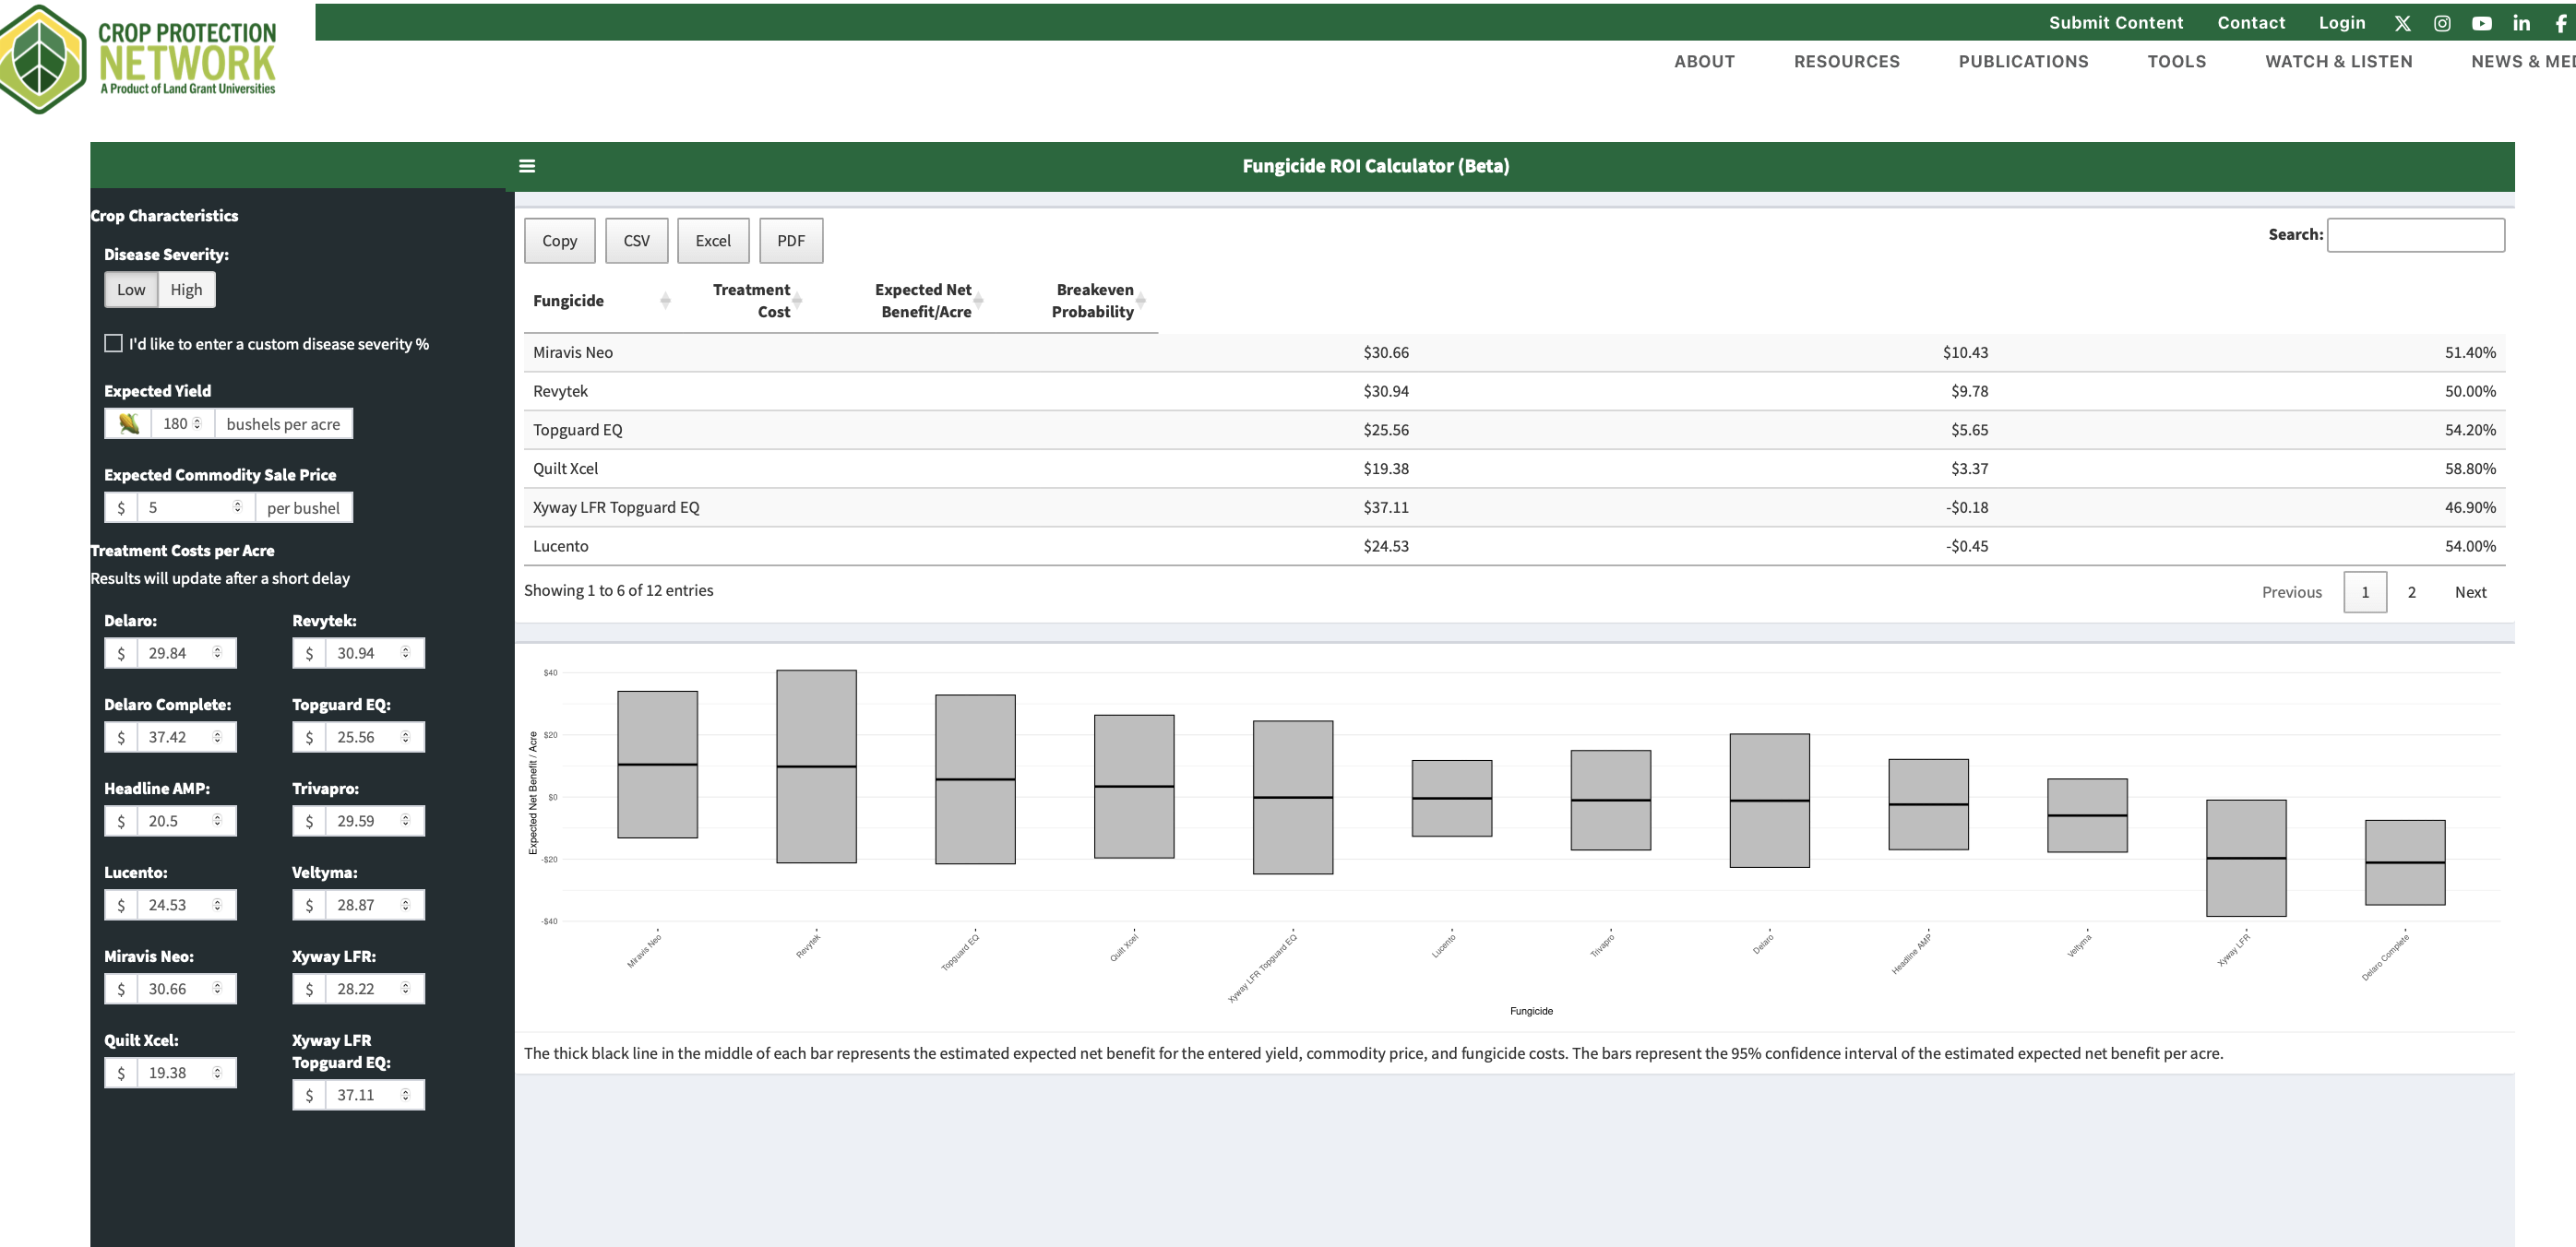 CROP PROTECTION
NETWORK
A Product of Land Grant Universities
Submit Content Contact Login
ABOUT RESOURCES PUBLICATIONS TOOLS WATCH & LISTEN NEWS & MED
Fungicide ROI Calculator (Beta)
Crop Characteristics
Disease Severity:
Low High
I'd like to enter a custom disease severity %
Expected Yield
180 bushels per acre
Expected Commodity Sale Price
$ 5 per bushel
Treatment Costs per Acre
Results will update after a short delay
Delaro: Revytek:
$ 29.84 $ 30.94
Delaro Complete: Topguard EQ:
$ 37.42 $ 25.56
Headline AMP: Trivapro:
$ 20.5 $ 29.59
Lucento: Veltyma:
$ 24.53 $ 28.87
Miravis Neo: Xyway LFR:
$ 30.66 $ 28.22
Quilt Xcel: Xyway LFR
Topguard EQ:
$ 19.38
$ 37.11
Copy CSV Excel PDF
Search:
Fungicide Treatment Cost Expected Net Benefit/Acre Breakeven Probability
Miravis Neo $30.66 $10.43 51.40%
Revytek $30.94 $9.78 50.00%
Topguard EQ $25.56 $5.65 54.20%
Quilt Xcel $19.38 $3.37 58.80%
Xyway LFR Topguard EQ $37.11 -$0.18 46.90%
Lucento $24.53 -$0.45 54.00%
Showing 1 to 6 of 12 entries
Previous 1 2 Next
Expected Net Benefit / Acre
$40
$20
$0
-$20
-$40
Miravis Neo Revytek Topguard EQ Quilt Xcel Xyway LFR Topguard EQ Lucento Trivapro Delaro Headline AMP Veltyma Xyway LFR Delaro Complete
Fungicide
The thick black line in the middle of each bar represents the estimated expected net benefit for the entered yield, commodity price, and fungicide costs. The bars represent the 95% confidence interval of the estimated expected net benefit per acre.